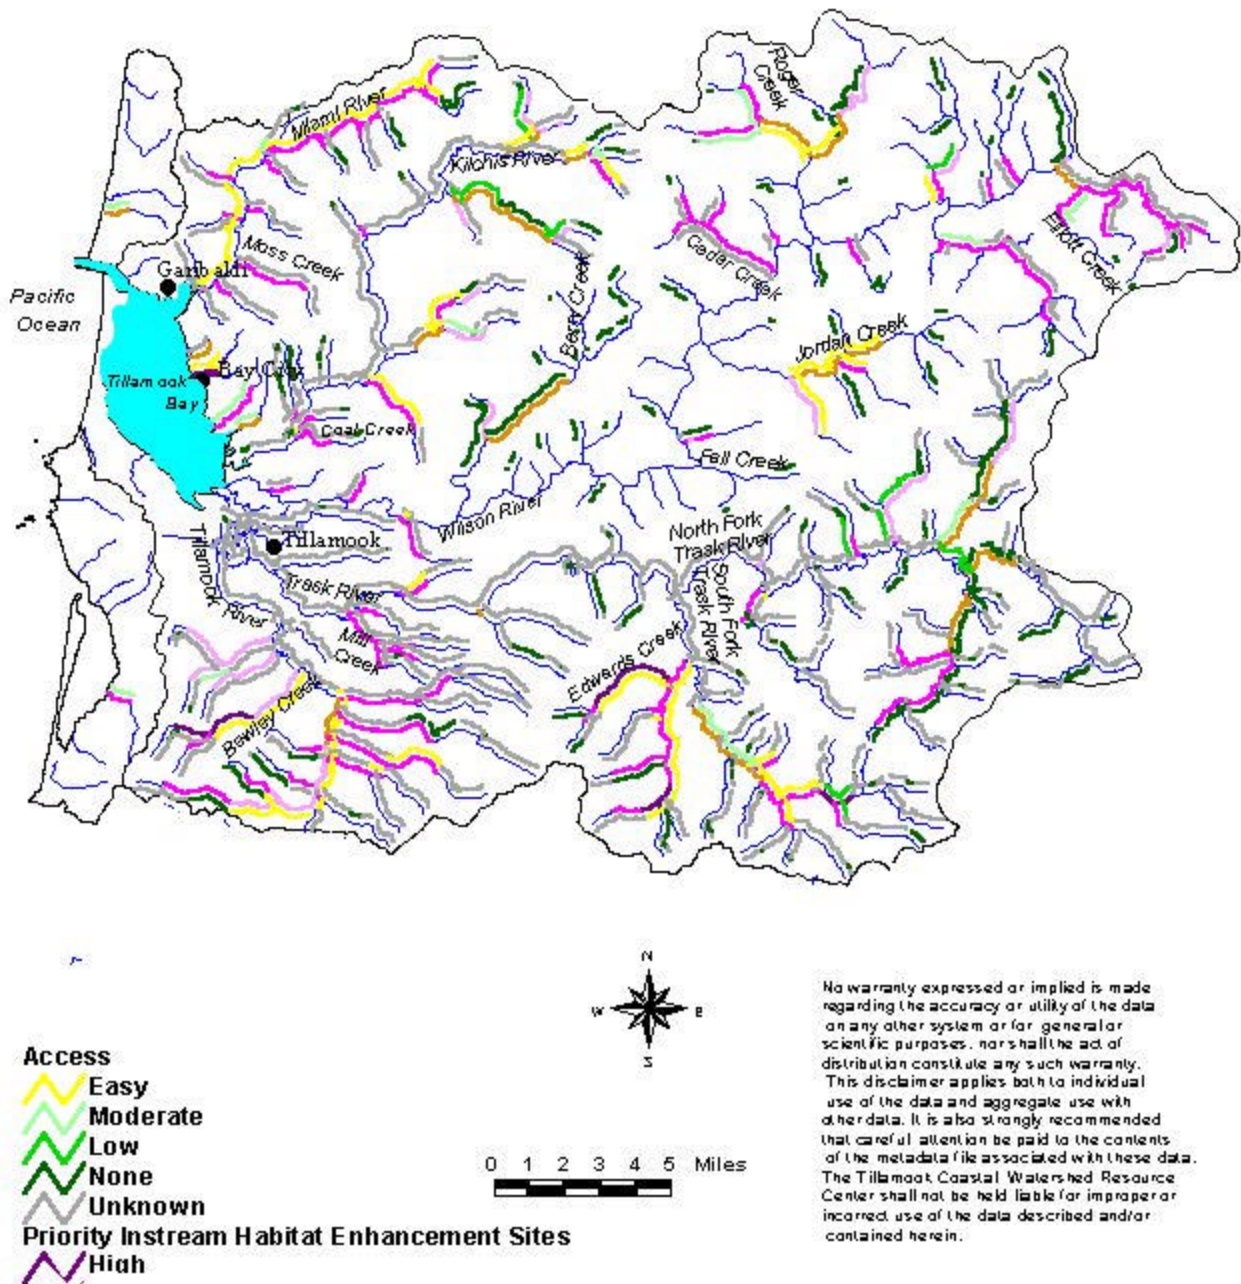 Roger
Creek
Miami River
Kilchis River
Elliott Creek
Moss Creek
Cedar Creek
Garibaldi
Pacific
Ocean
Berry Creek
Jordan Creek
Bay City
Tillamook
Bay
Coal Creek
Fall Creek
Wilson River
North Fork
Trask River
Tillamook
Tillamook River
Trask River
South Fork
Trask River
Mill
Creek
Edwards Creek
Bewley Creek
N
W
E
S
No warranty expressed or implied is made
regarding the accuracy or utility of the data
on any other system or for general or
scientific purposes, nor shall the act of
distribution constitute any such warranty.
This disclaimer applies both to individual
use of the data and aggregate use with
other data. It is also strongly recommended
that careful attention be paid to the contents
of the metadata file associated with these data.
The Tillamook Coastal Watershed Resource
Center shall not be held liable for improper or
incorrect use of the data described and/or
contained herein.
Access
Easy
Moderate
Low
None
Unknown
0 1 2 3 4 5 Miles
Priority Instream Habitat Enhancement Sites
High